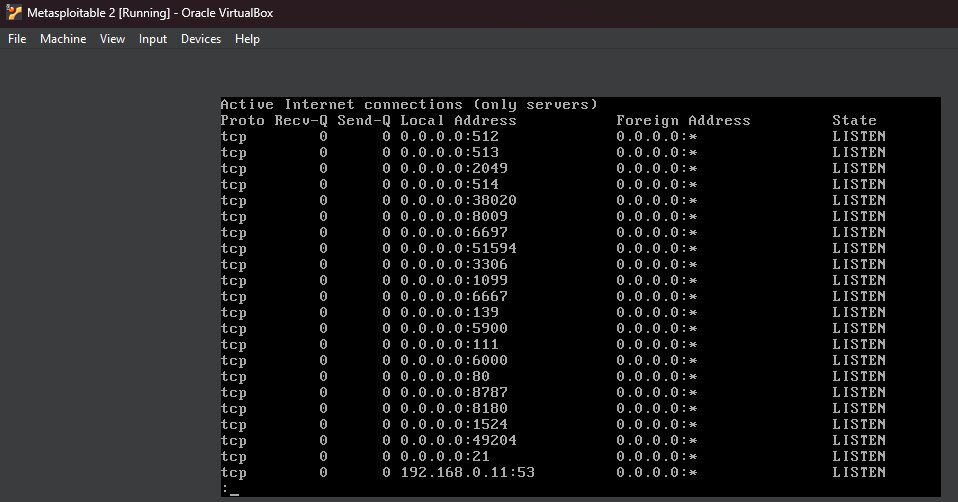 Metasploitable 2 [Running] - Oracle VirtualBox
File Machine View Input Devices Help
Active Internet connections (only servers)
Proto Recv-Q Send-Q Local Address Foreign Address State
tcp 0 0 0.0.0.0:512 0.0.0.0:* LISTEN
tcp 0 0 0.0.0.0:513 0.0.0.0:* LISTEN
tcp 0 0 0.0.0.0:2049 0.0.0.0:* LISTEN
tcp 0 0 0.0.0.0:514 0.0.0.0:* LISTEN
tcp 0 0 0.0.0.0:38020 0.0.0.0:* LISTEN
tcp 0 0 0.0.0.0:8009 0.0.0.0:* LISTEN
tcp 0 0 0.0.0.0:6697 0.0.0.0:* LISTEN
tcp 0 0 0.0.0.0:51594 0.0.0.0:* LISTEN
tcp 0 0 0.0.0.0:3306 0.0.0.0:* LISTEN
tcp 0 0 0.0.0.0:1099 0.0.0.0:* LISTEN
tcp 0 0 0.0.0.0:6667 0.0.0.0:* LISTEN
tcp 0 0 0.0.0.0:139 0.0.0.0:* LISTEN
tcp 0 0 0.0.0.0:5900 0.0.0.0:* LISTEN
tcp 0 0 0.0.0.0:111 0.0.0.0:* LISTEN
tcp 0 0 0.0.0.0:6000 0.0.0.0:* LISTEN
tcp 0 0 0.0.0.0:80 0.0.0.0:* LISTEN
tcp 0 0 0.0.0.0:8787 0.0.0.0:* LISTEN
tcp 0 0 0.0.0.0:8180 0.0.0.0:* LISTEN
tcp 0 0 0.0.0.0:1524 0.0.0.0:* LISTEN
tcp 0 0 0.0.0.0:49204 0.0.0.0:* LISTEN
tcp 0 0 0.0.0.0:21 0.0.0.0:* LISTEN
tcp 0 0 192.168.0.11:53 0.0.0.0:* LISTEN
:_